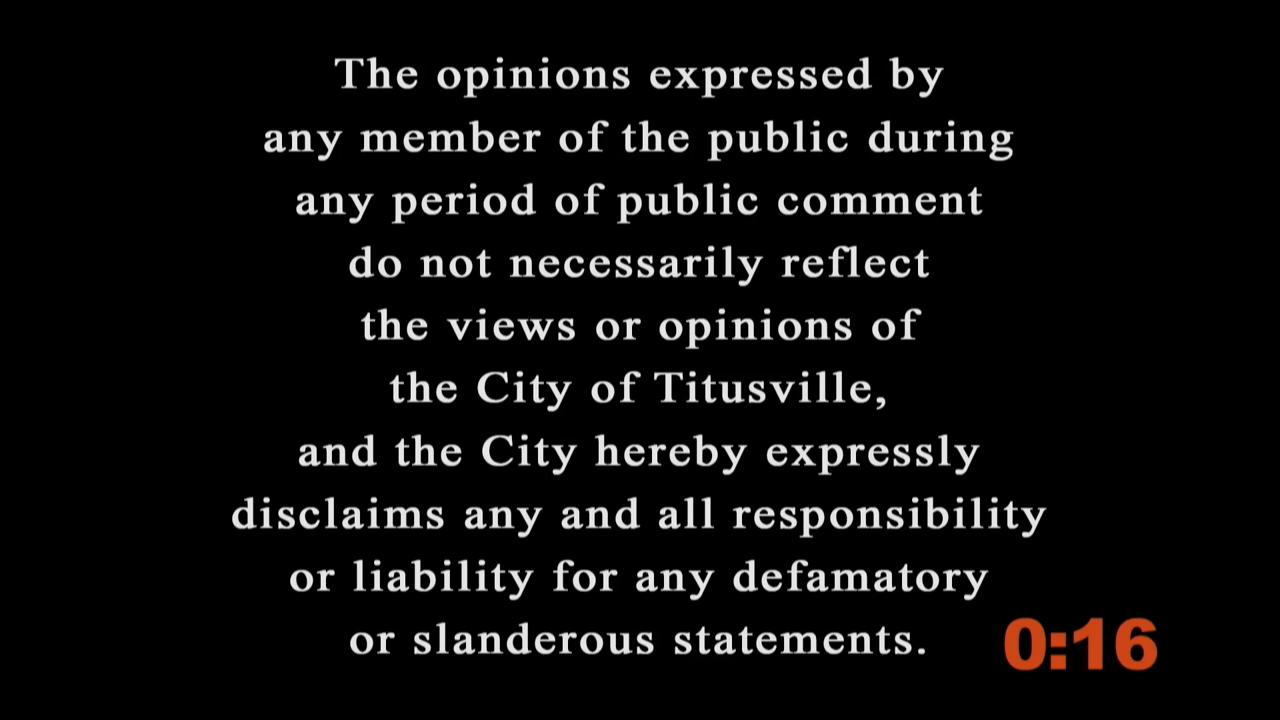 The opinions expressed by
any member of the public during
any period of public comment
do not necessarily reflect
the views or opinions of
the City of Titusville,
and the City hereby expressly
disclaims any and all responsibility
or liability for any defamatory
or slanderous statements.
0:16